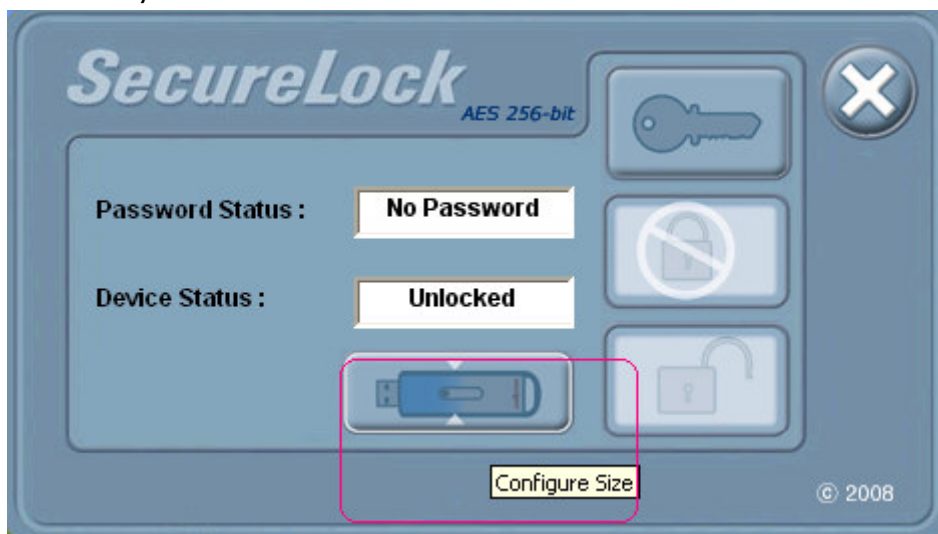 SecureLock
AES 256-bit
Password Status : No Password
Device Status : Unlocked
Configure Size
© 2008